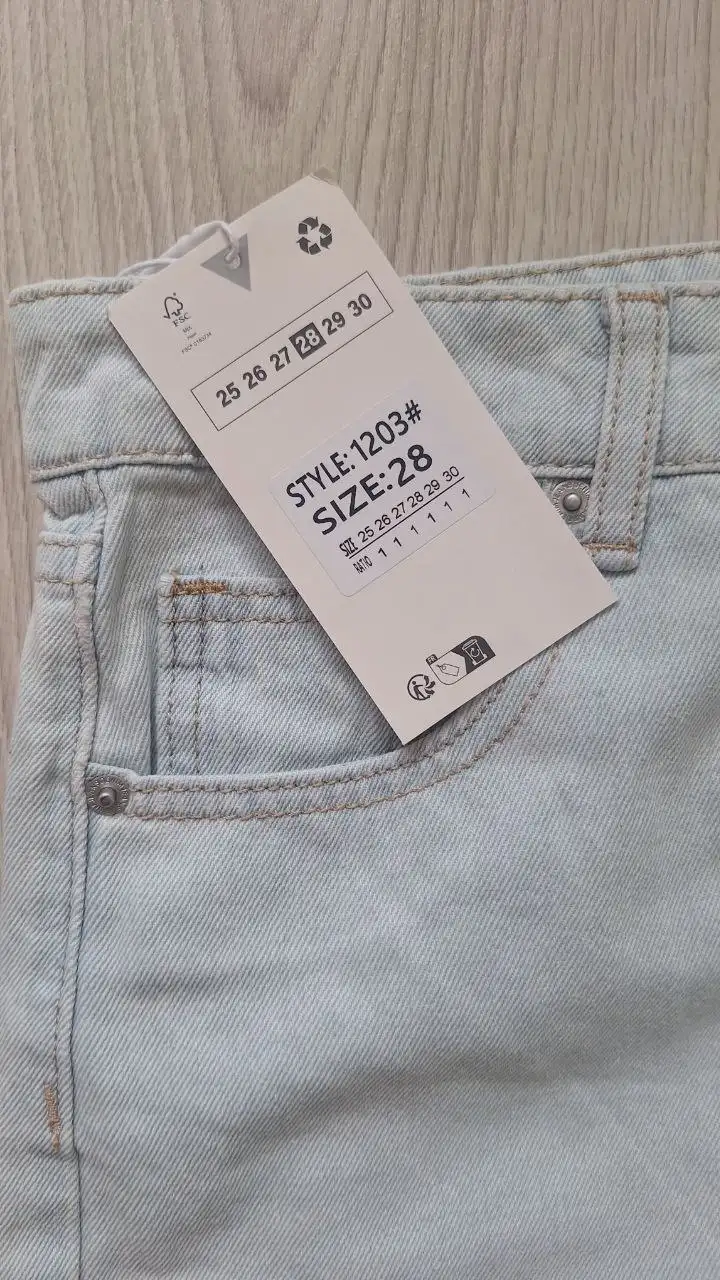 FSC
25 26 27 28 29 30
STYLE: 1203#
SIZE: 28
SIZE 25 26 27 28 29 30
RATIO 1 1 1 1 1 1
FR